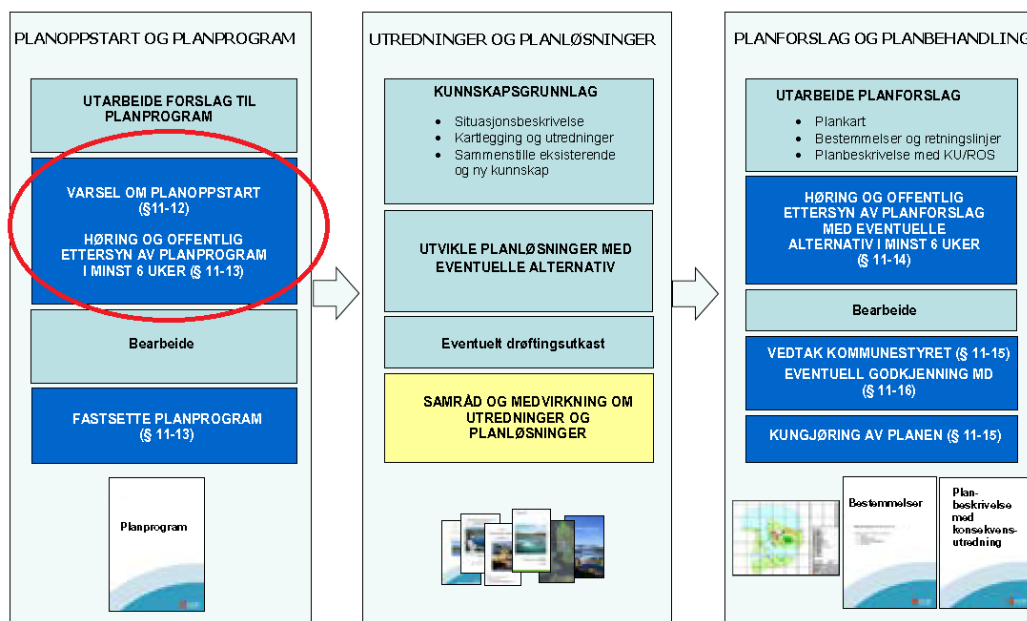 PLANOPPSTART OG PLANPROGRAM
UTARBEIDE FORSLAG TIL
PLANPROGRAM
VARSEL OM PLANOPPSTART
(§11-12)
HØRING OG OFFENTLIG
ETTERSYN AV PLANPROGRAM
I MINST 6 UKER (§ 11-13)
Bearbeide
FASTSETTE PLANPROGRAM
(§ 11-13)
Planprogram
UTREDNINGER OG PLANLØSNINGER
KUNNSKAPSGRUNNLAG
• Situasjonsbeskrivelse
• Kartlegging og utredninger
• Sammenstille eksisterende
og ny kunnskap
UTVIKLE PLANLØSNINGER MED
EVENTUELLE ALTERNATIV
Eventuelt drøftingsutkast
SAMRÅD OG MEDVIRKNING OM
UTREDNINGER OG
PLANLØSNINGER
PLANFORSLAG OG PLANBEHANDLING
UTARBEIDE PLANFORSLAG
• Plankart
• Bestemmelser og retningslinjer
• Planbeskrivelse med KU/ROS
HØRING OG OFFENTLIG
ETTERSYN AV PLANFORSLAG
MED EVENTUELLE
ALTERNATIV I MINST 6 UKER
(§ 11-14)
Bearbeide
VEDTAK KOMMUNESTYRET (§ 11-15)
EVENTUELL GODKJENNING MD
(§ 11-16)
KUNGJØRING AV PLANEN (§ 11-15)
Bestemmelser
Plan-
beskrivelse
med
konsekvens-
utredning